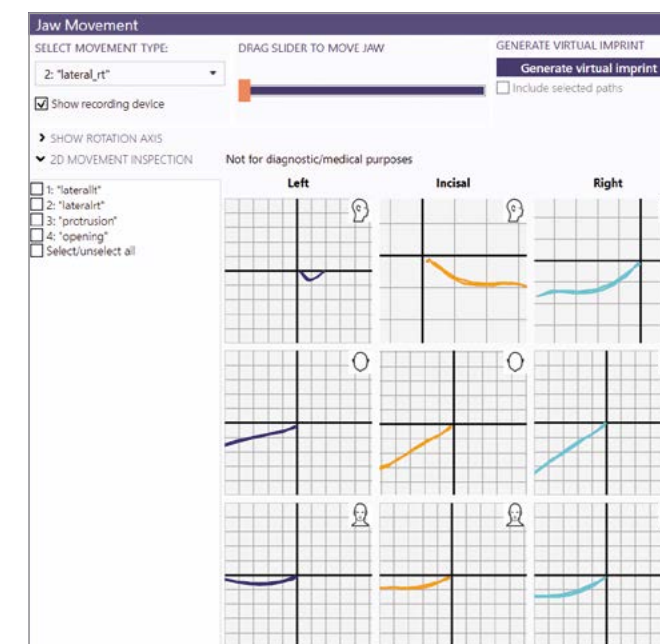 Jaw Movement
SELECT MOVEMENT TYPE:
DRAG SLIDER TO MOVE JAW
GENERATE VIRTUAL IMPRINT
2: "lateral_rt"
Generate virtual imprint
Show recording device
Include selected paths
SHOW ROTATION AXIS
2D MOVEMENT INSPECTION
Not for diagnostic/medical purposes
Left
Incisal
Right
1: "laterallt"
2: "lateralrt"
3: "protrusion"
4: "opening"
Select/unselect all